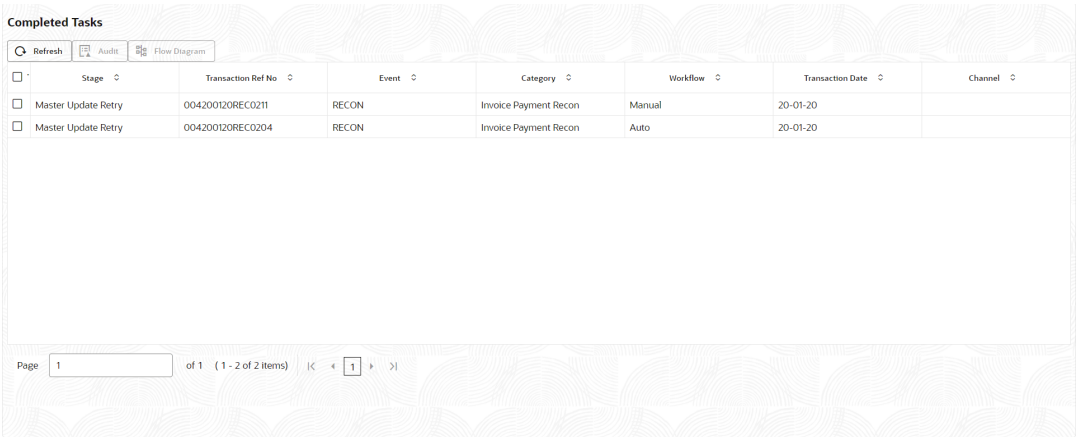 Completed Tasks
Refresh Audit Flow Diagram
Stage Transaction Ref No Event Category Workflow Transaction Date Channel
Master Update Retry 004200120REC0211 RECON Invoice Payment Recon Manual 20-01-20
Master Update Retry 004200120REC0204 RECON Invoice Payment Recon Auto 20-01-20
Page 1 of 1 ( 1 - 2 of 2 items) 1